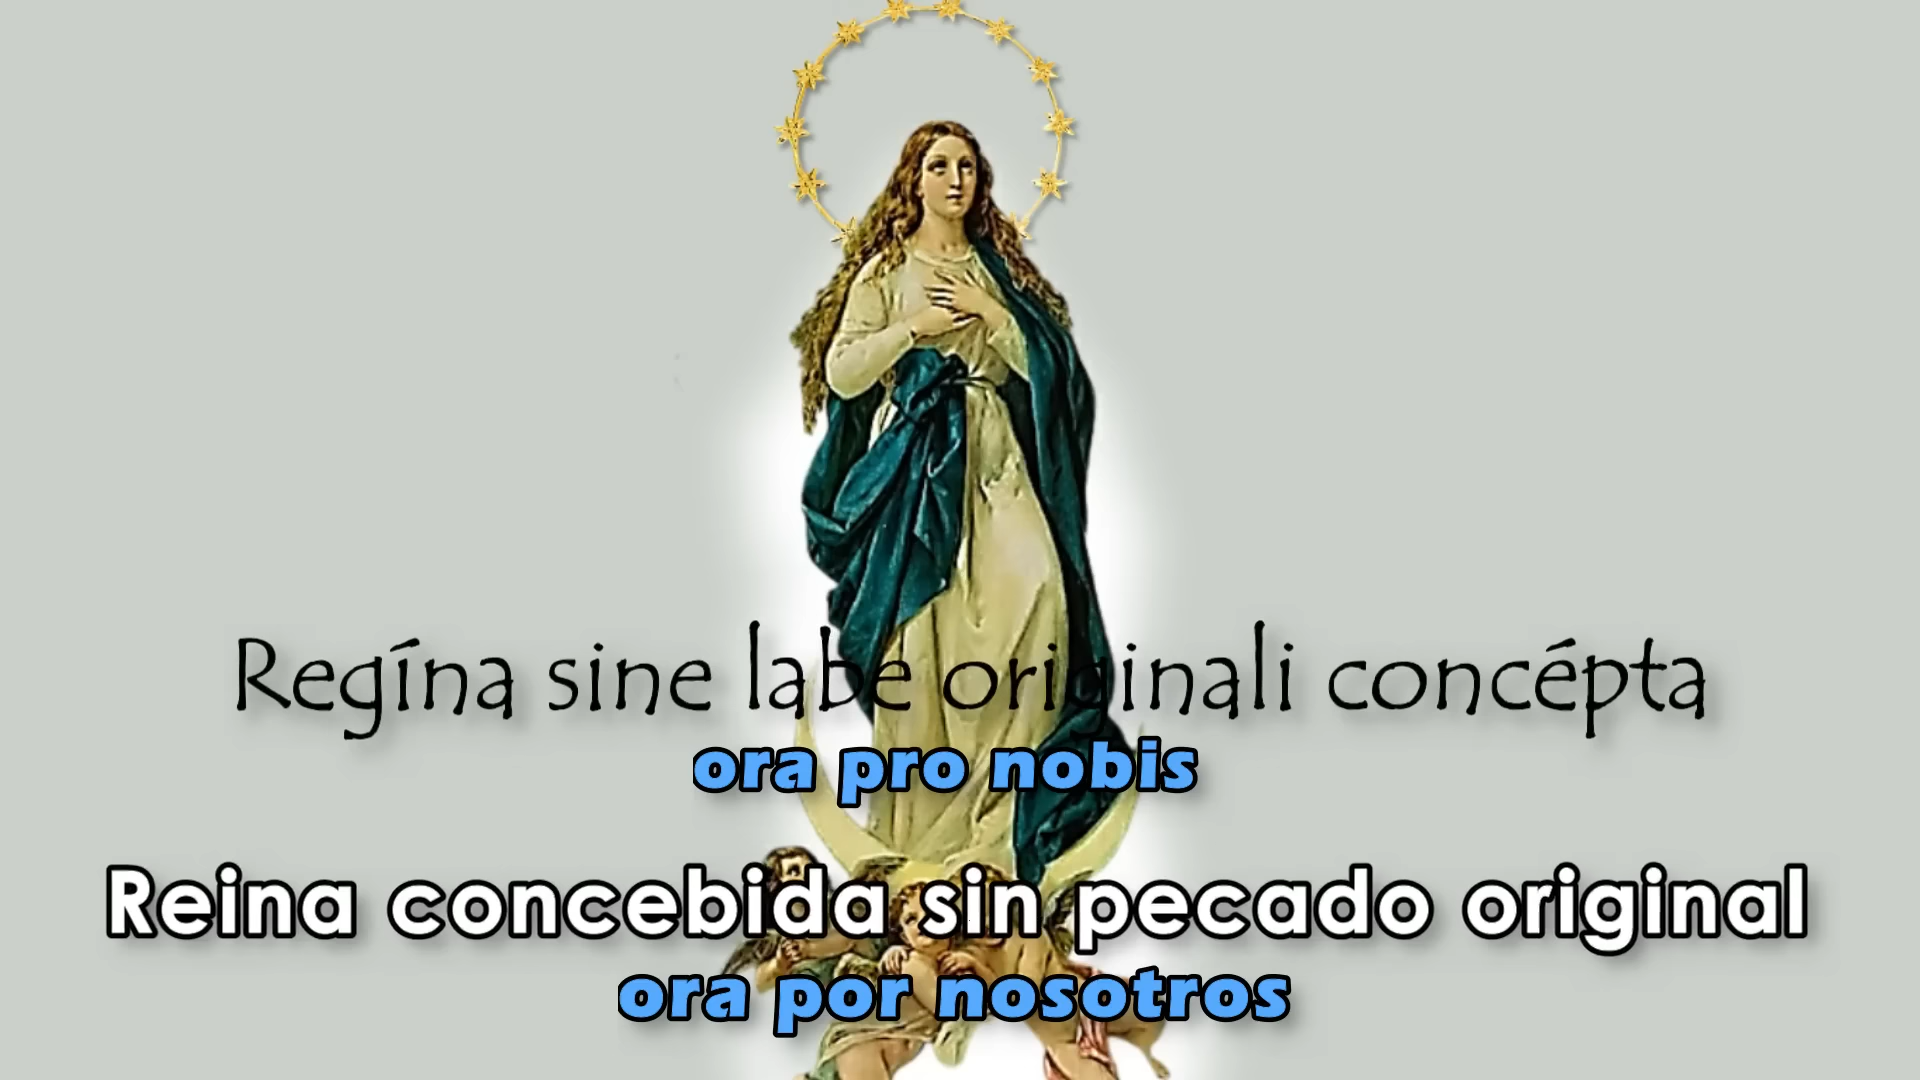 Regína sine labe originali concépta
ora pro nobis
Reina concebida sin pecado original
ora por nosotros